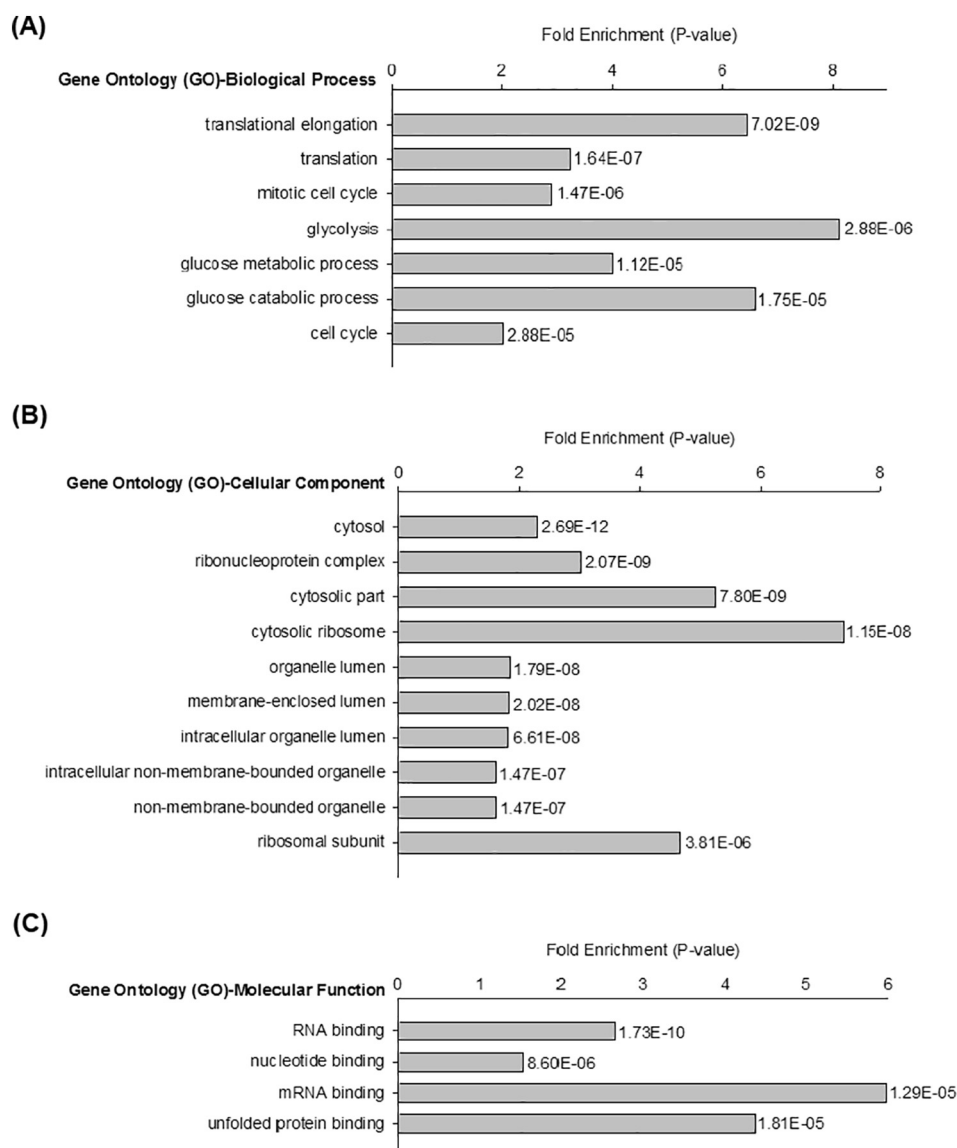 (A)
Fold Enrichment (P-value)
Gene Ontology (GO)-Biological Process 0 2 4 6 8
translational elongation 7.02E-09
translation 1.64E-07
mitotic cell cycle 1.47E-06
glycolysis 2.88E-06
glucose metabolic process 1.12E-05
glucose catabolic process 1.75E-05
cell cycle 2.88E-05
(B)
Fold Enrichment (P-value)
Gene Ontology (GO)-Cellular Component 0 2 4 6 8
cytosol 2.69E-12
ribonucleoprotein complex 2.07E-09
cytosolic part 7.80E-09
cytosolic ribosome 1.15E-08
organelle lumen 1.79E-08
membrane-enclosed lumen 2.02E-08
intracellular organelle lumen 6.61E-08
intracellular non-membrane-bounded organelle 1.47E-07
non-membrane-bounded organelle 1.47E-07
ribosomal subunit 3.81E-06
(C)
Fold Enrichment (P-value)
Gene Ontology (GO)-Molecular Function 0 1 2 3 4 5 6
RNA binding 1.73E-10
nucleotide binding 8.60E-06
mRNA binding 1.29E-05
unfolded protein binding 1.81E-05